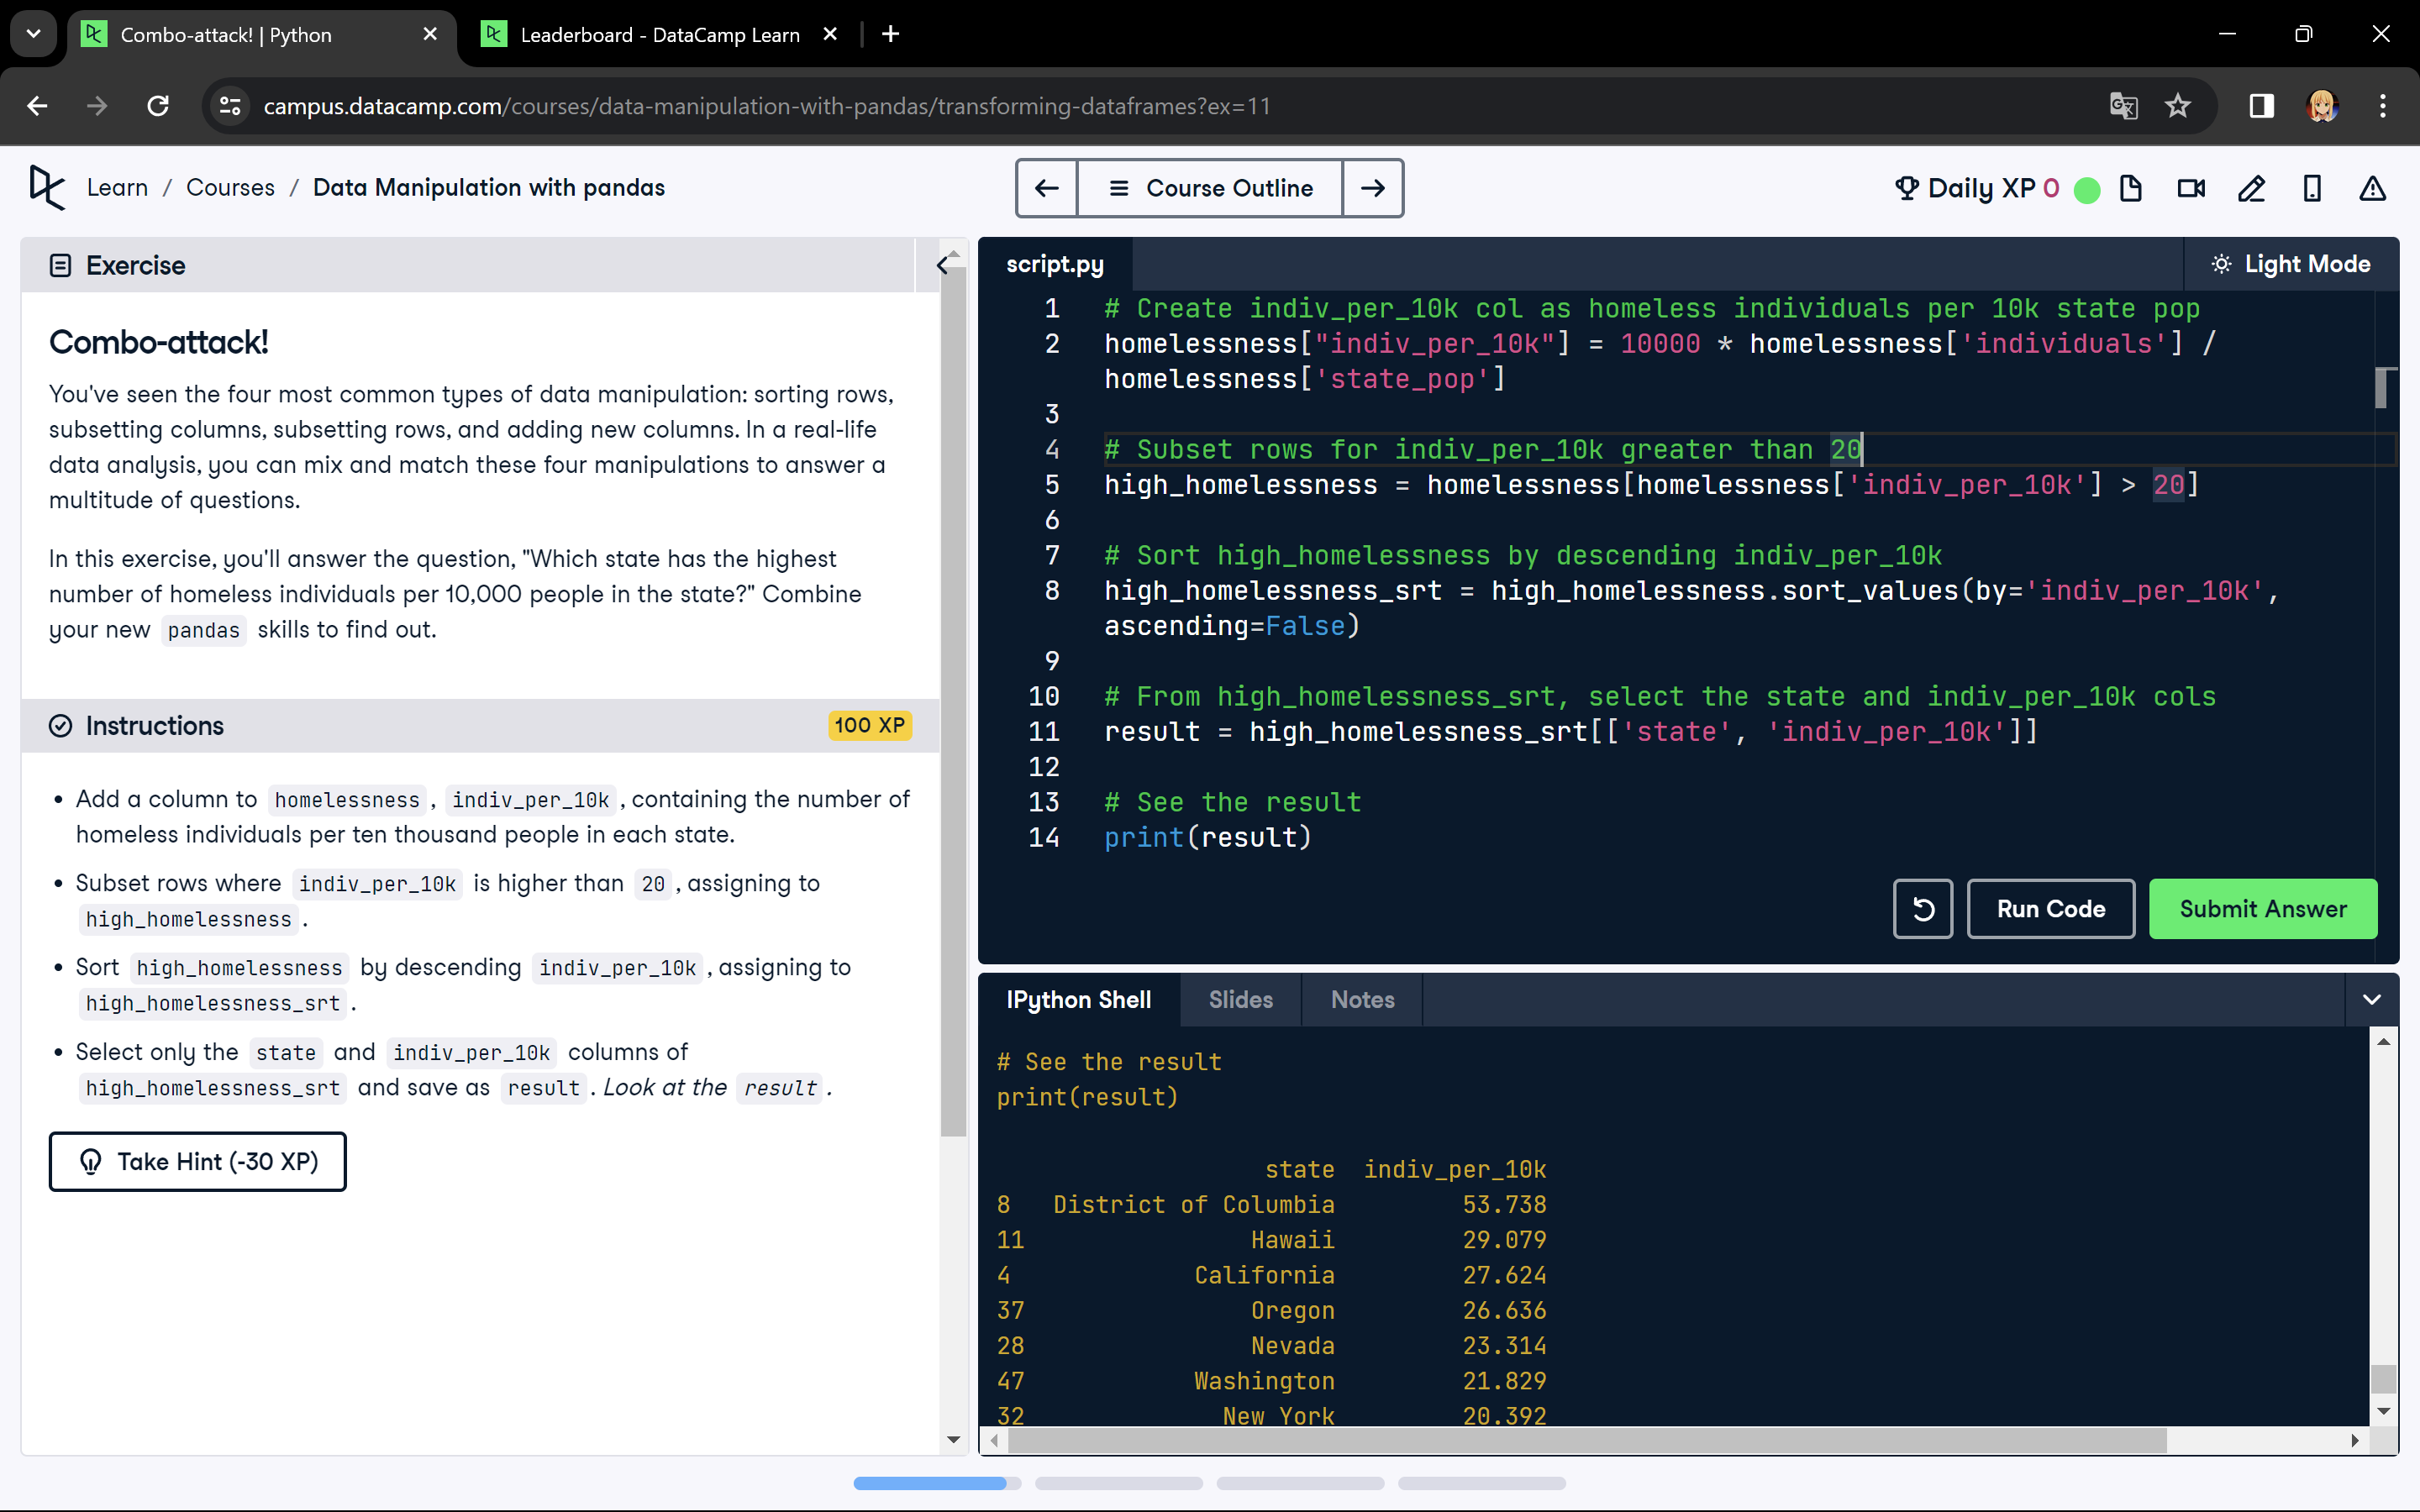 Combo-attack! | Python
Leaderboard - DataCamp Learn
campus.datacamp.com/courses/data-manipulation-with-pandas/transforming-dataframes?ex=11
Learn / Courses / Data Manipulation with pandas
Course Outline
Daily XP 0
Exercise
Combo-attack!
You've seen the four most common types of data manipulation: sorting rows,
subsetting columns, subsetting rows, and adding new columns. In a real-life
data analysis, you can mix and match these four manipulations to answer a
multitude of questions.
In this exercise, you'll answer the question, "Which state has the highest
number of homeless individuals per 10,000 people in the state?" Combine
your new pandas skills to find out.
Instructions
100 XP
• Add a column to homelessness, indiv_per_10k, containing the number of
homeless individuals per ten thousand people in each state.
• Subset rows where indiv_per_10k is higher than 20, assigning to
high_homelessness.
• Sort high_homelessness by descending indiv_per_10k, assigning to
high_homelessness_srt.
• Select only the state and indiv_per_10k columns of
high_homelessness_srt and save as result. Look at the result.
Take Hint (-30 XP)
script.py
Light Mode
1 # Create indiv_per_10k col as homeless individuals per 10k state pop
2 homelessness["indiv_per_10k"] = 10000 * homelessness['individuals'] /
homelessness['state_pop']
3
4 # Subset rows for indiv_per_10k greater than 20
5 high_homelessness = homelessness[homelessness['indiv_per_10k'] > 20]
6
7 # Sort high_homelessness by descending indiv_per_10k
8 high_homelessness_srt = high_homelessness.sort_values(by='indiv_per_10k',
ascending=False)
9
10 # From high_homelessness_srt, select the state and indiv_per_10k cols
11 result = high_homelessness_srt[['state', 'indiv_per_10k']]
12
13 # See the result
14 print(result)
Run Code
Submit Answer
IPython Shell
Slides
Notes
# See the result
print(result)
state indiv_per_10k
8 District of Columbia 53.738
11 Hawaii 29.079
4 California 27.624
37 Oregon 26.636
28 Nevada 23.314
47 Washington 21.829
32 New York 20.392